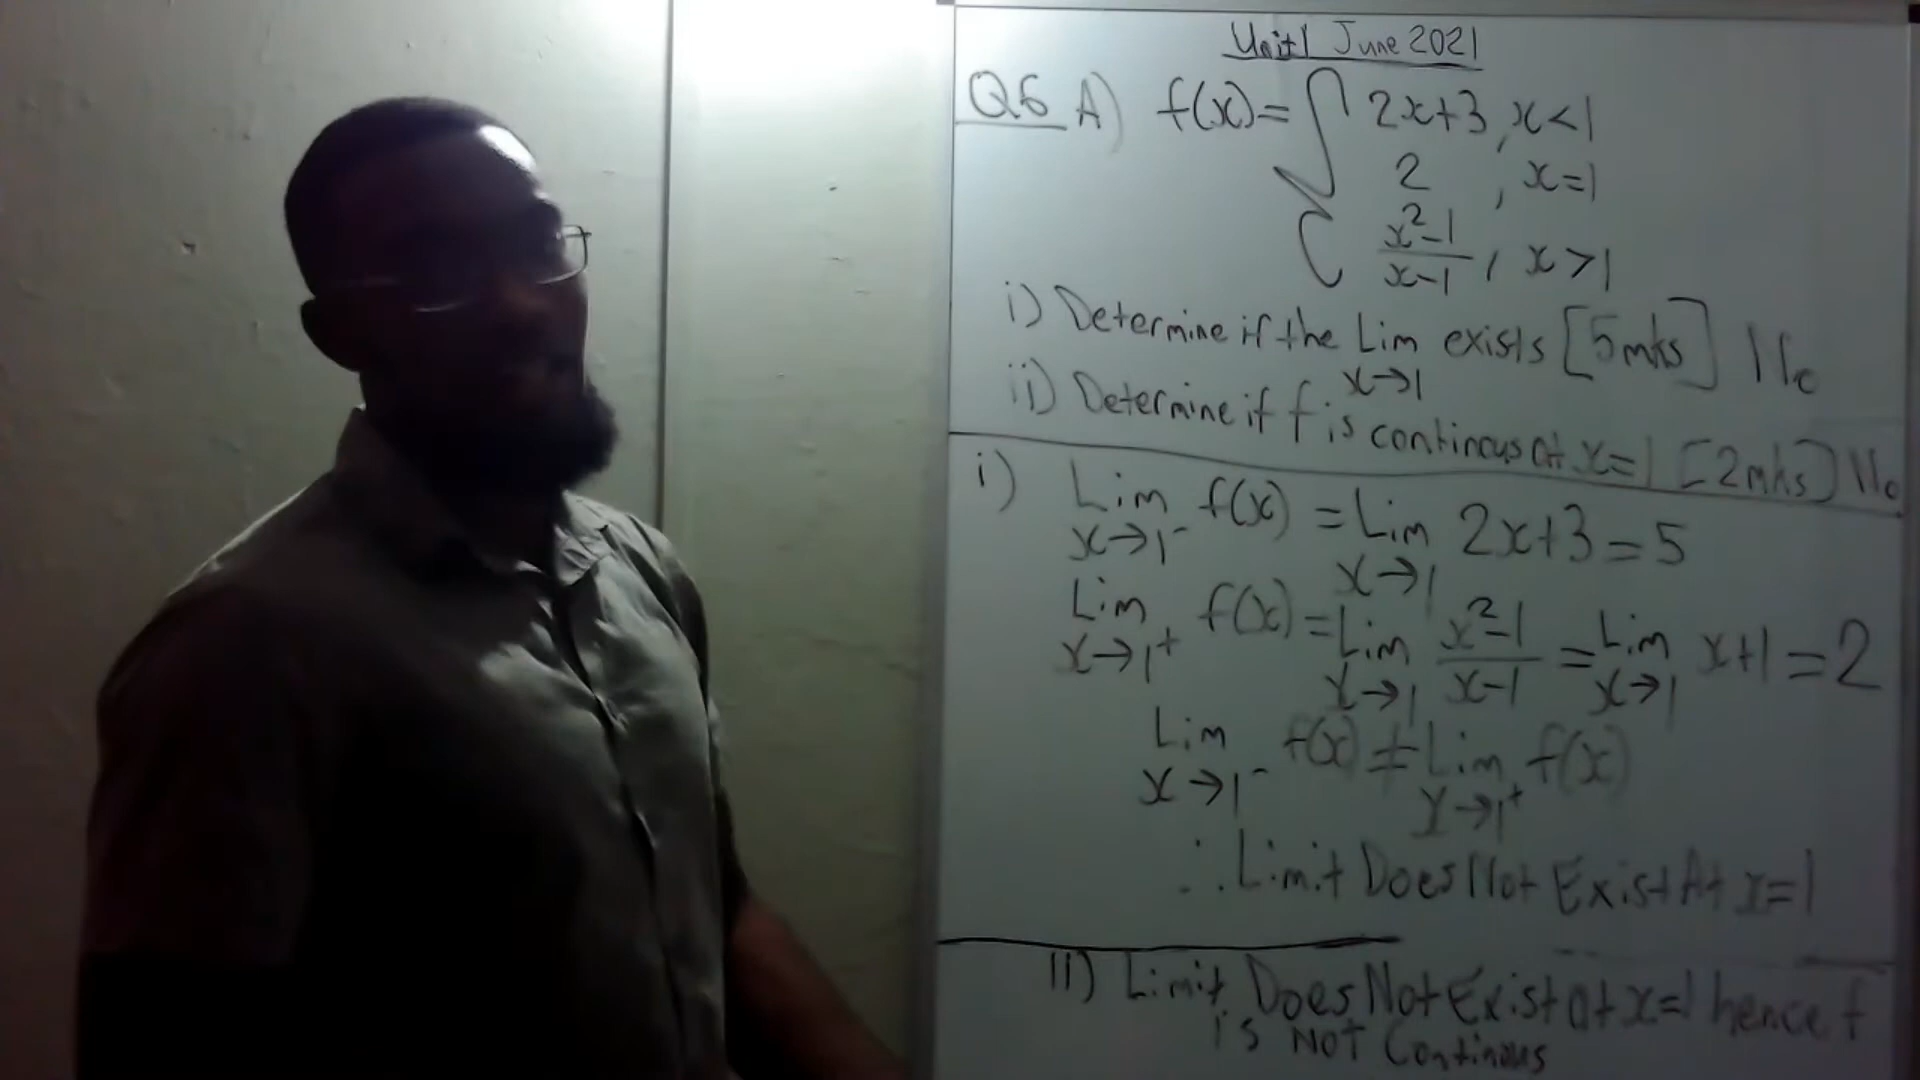 Unit 1 June 2021
Q6 A) f(x) = { 2x+3, x<1
2, x=1
x²-1/x-1, x>1
i) Determine if the Lim x→1 exists [5mks]
ii) Determine if f is continous at x=1 [2mks]
i) Lim x→1⁻ f(x) = Lim x→1 2x+3 = 5
Lim x→1⁺ f(x) = Lim x→1 x²-1/x-1 = Lim x→1 x+1 = 2
Lim x→1⁻ f(x) ≠ Lim x→1⁺ f(x)
∴ Limit Does Not Exist At x=1
II) Limit Does Not Exist at x=1 hence f
is NOT Continous